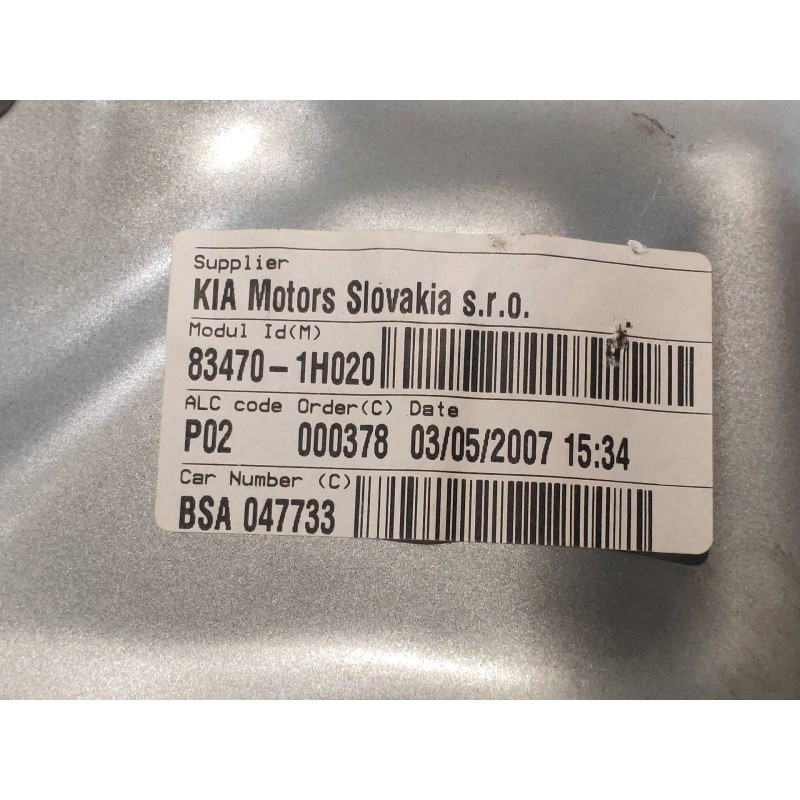 Supplier
KIA Motors Slovakia s.r.o.
Modul Id(M)
83470-1H020
ALC code Order(C) Date
P02 000378 03/05/2007 15:34
Car Number (C)
BSA 047733